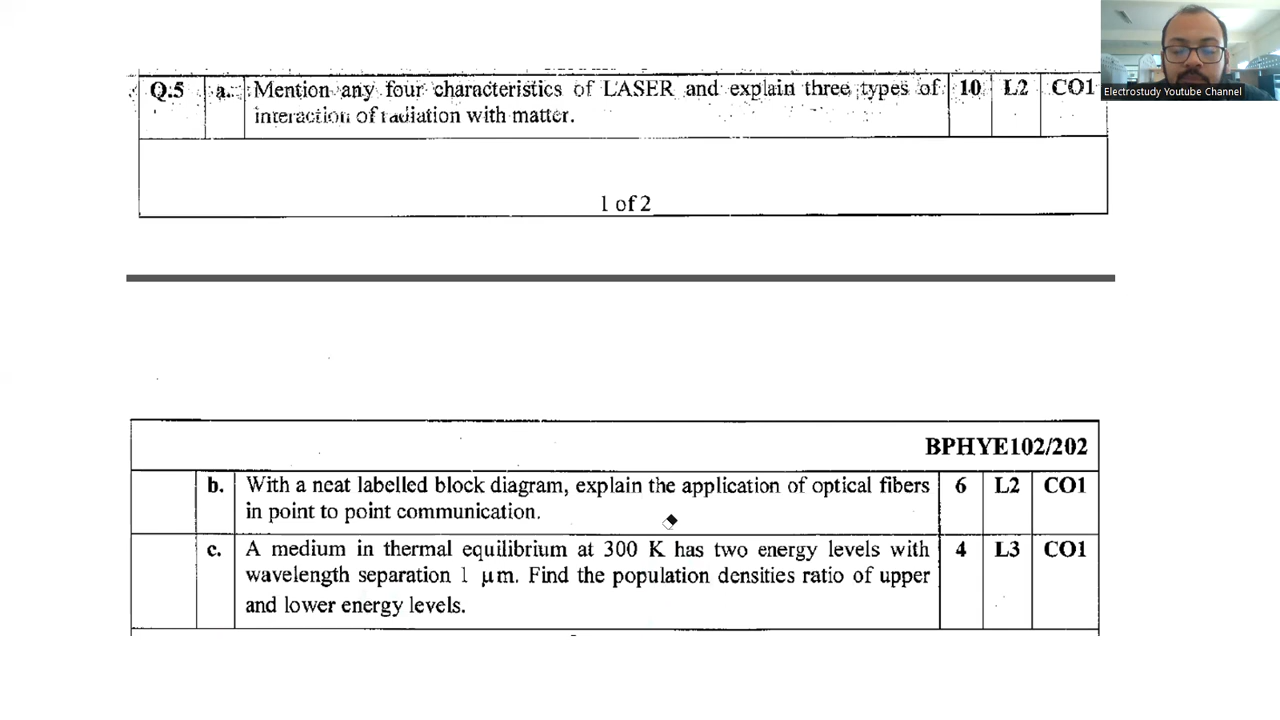 Electrostudy Youtube Channel
Q.5 a. Mention any four characteristics of LASER and explain three types of 10 L2 CO1
interaction of radiation with matter.
1 of 2
BPHYE102/202
b. With a neat labelled block diagram, explain the application of optical fibers 6 L2 CO1
in point to point communication.
c. A medium in thermal equilibrium at 300 K has two energy levels with 4 L3 CO1
wavelength separation 1 μm. Find the population densities ratio of upper
and lower energy levels.